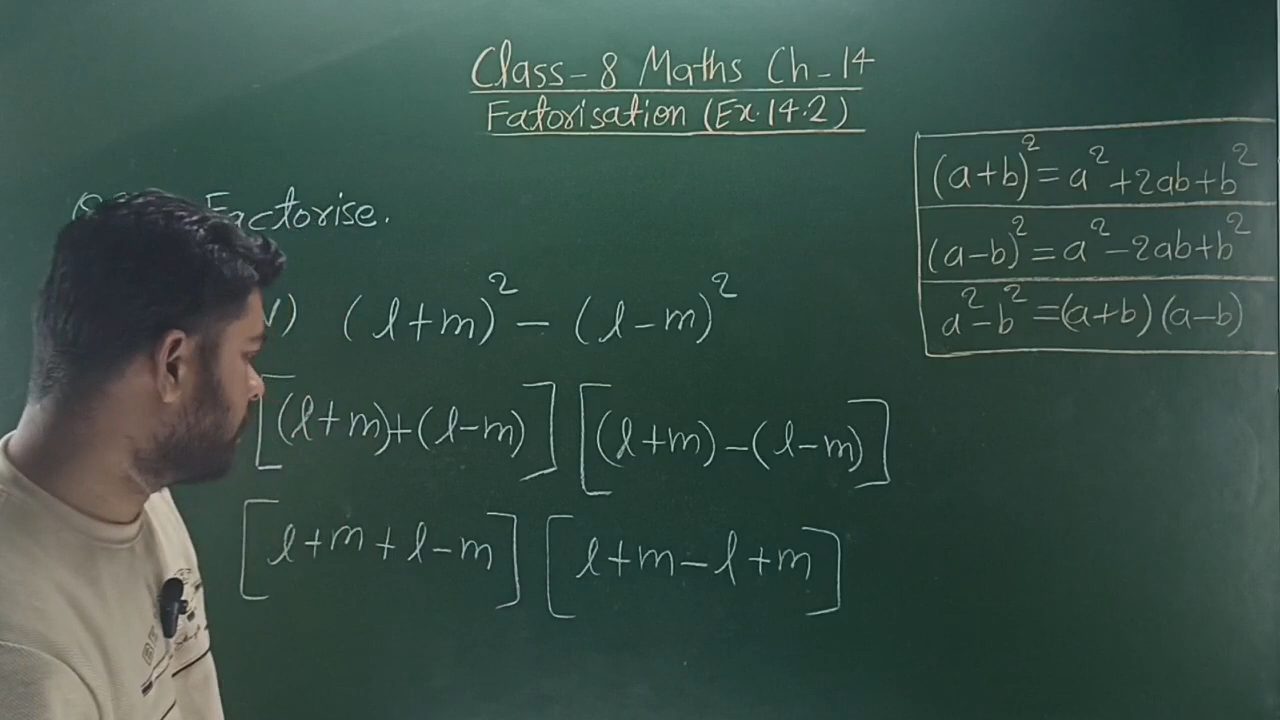 Class-8 Maths Ch-14
Fatorisation (Ex.14.2)
Factorise.
(l+m)² - (l-m)²
[(l+m)+(l-m)] [(l+m)-(l-m)]
[l+m+l-m] [l+m-l+m]
(a+b)² = a²+2ab+b²
(a-b)² = a²-2ab+b²
a²-b² = (a+b)(a-b)